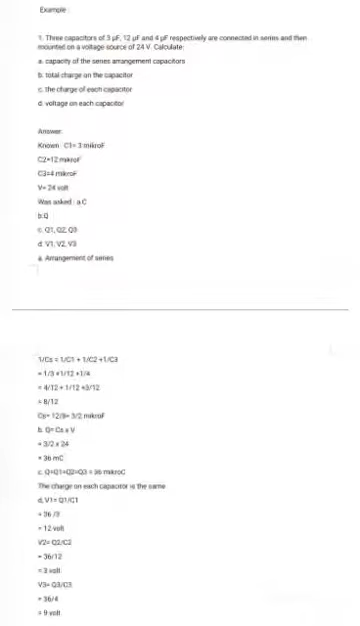 Example
1. Three capacitors of 3 µF, 12 µF and 4 µF respectively are connected in series and then
mounted on a voltage source of 24 V. Calculate:
a. capacity of the series arrangement capacitors
b. total charge on the capacitor
c. the charge of each capacitor
d. voltage on each capacitor
Answer:
Known : C1= 3 mikroF
C2=12 mikroF
C3=4 mikroF
V= 24 volt
Was asked : a.C
b.Q
c. Q1, Q2, Q3
d. V1, V2, V3
a. Arrangement of series
1/Cs = 1/C1 + 1/C2 +1/C3
= 1/3 +1/12 +1/4
= 4/12 + 1/12 +3/12
= 8/12
Cs= 12/8= 3/2 mikroF
b. Q= Cs x V
= 3/2 x 24
= 36 mC
c. Q=Q1=Q2=Q3 = 36 mikroC
The charge on each capacitor is the same
d. V1= Q1/C1
= 36 /3
= 12 volt
V2= Q2/C2
= 36/12
= 3 volt
V3= Q3/C3
= 36/4
= 9 volt